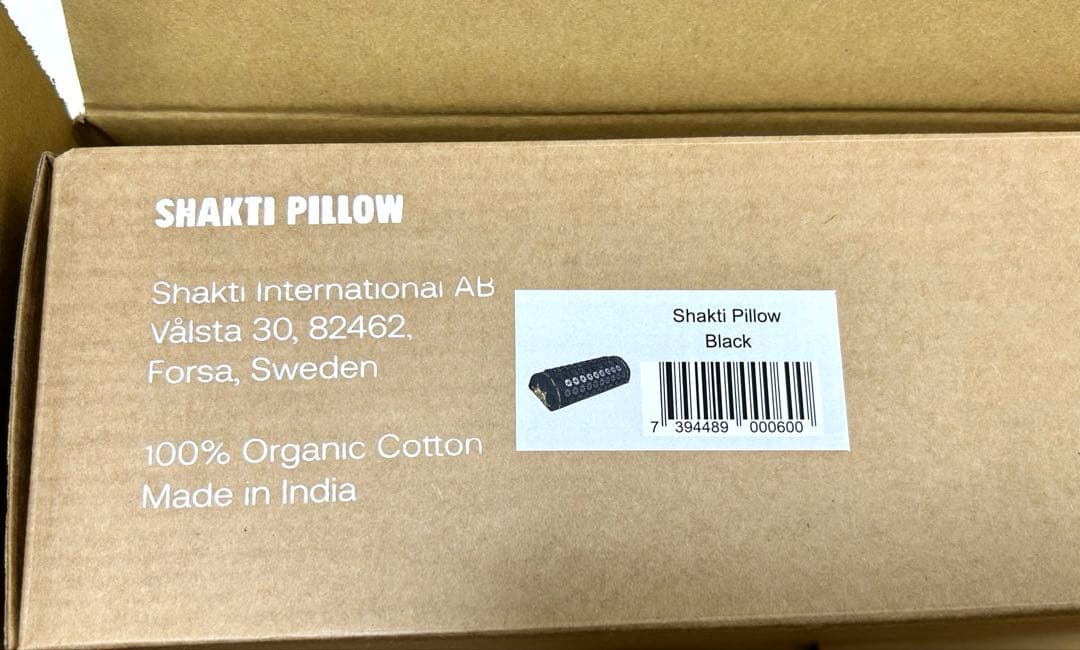 SHAKTI PILLOW
Shakti International AB
Vålsta 30, 82462,
Forsa, Sweden
100% Organic Cotton
Made in India
Shakti Pillow
Black
7 394489 000600